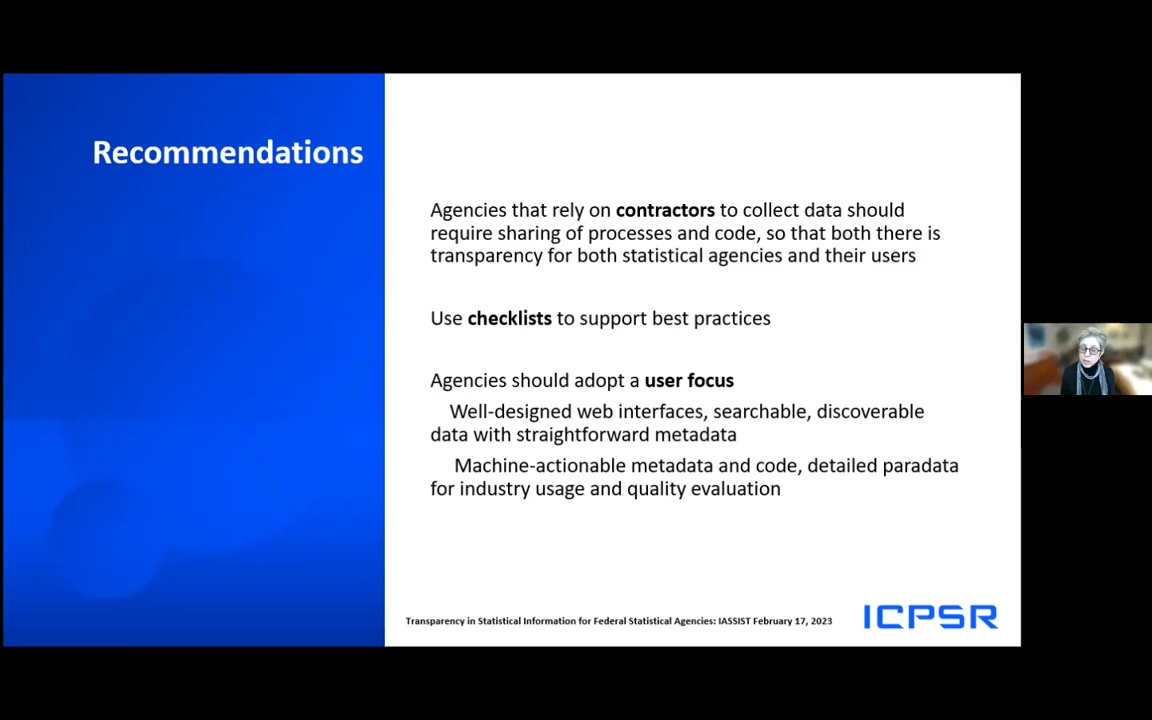 Recommendations
Agencies that rely on contractors to collect data should
require sharing of processes and code, so that both there is
transparency for both statistical agencies and their users
Use checklists to support best practices
Agencies should adopt a user focus
Well-designed web interfaces, searchable, discoverable
data with straightforward metadata
Machine-actionable metadata and code, detailed paradata
for industry usage and quality evaluation
Transparency in Statistical Information for Federal Statistical Agencies: IASSIST February 17, 2023
ICPSR